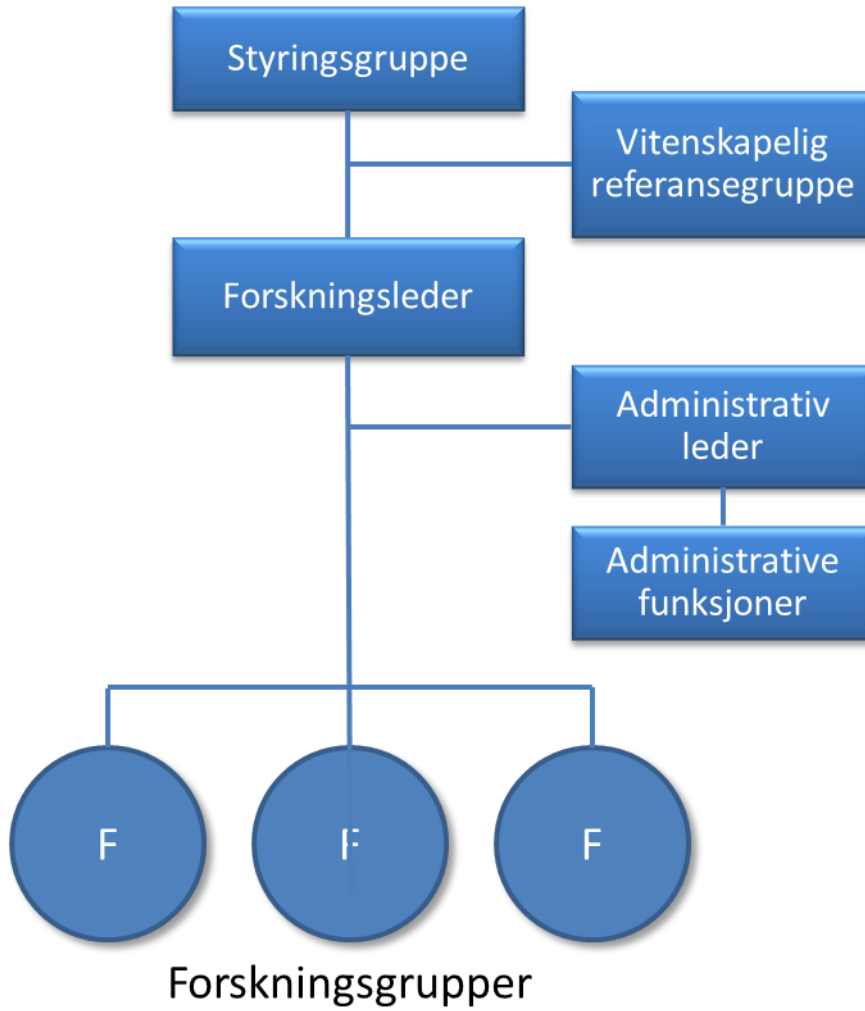 Styringsgruppe
Vitenskapelig
referansegruppe
Forskningsleder
Administrativ
leder
Administrative
funksjoner
F
F
F
Forskningsgrupper